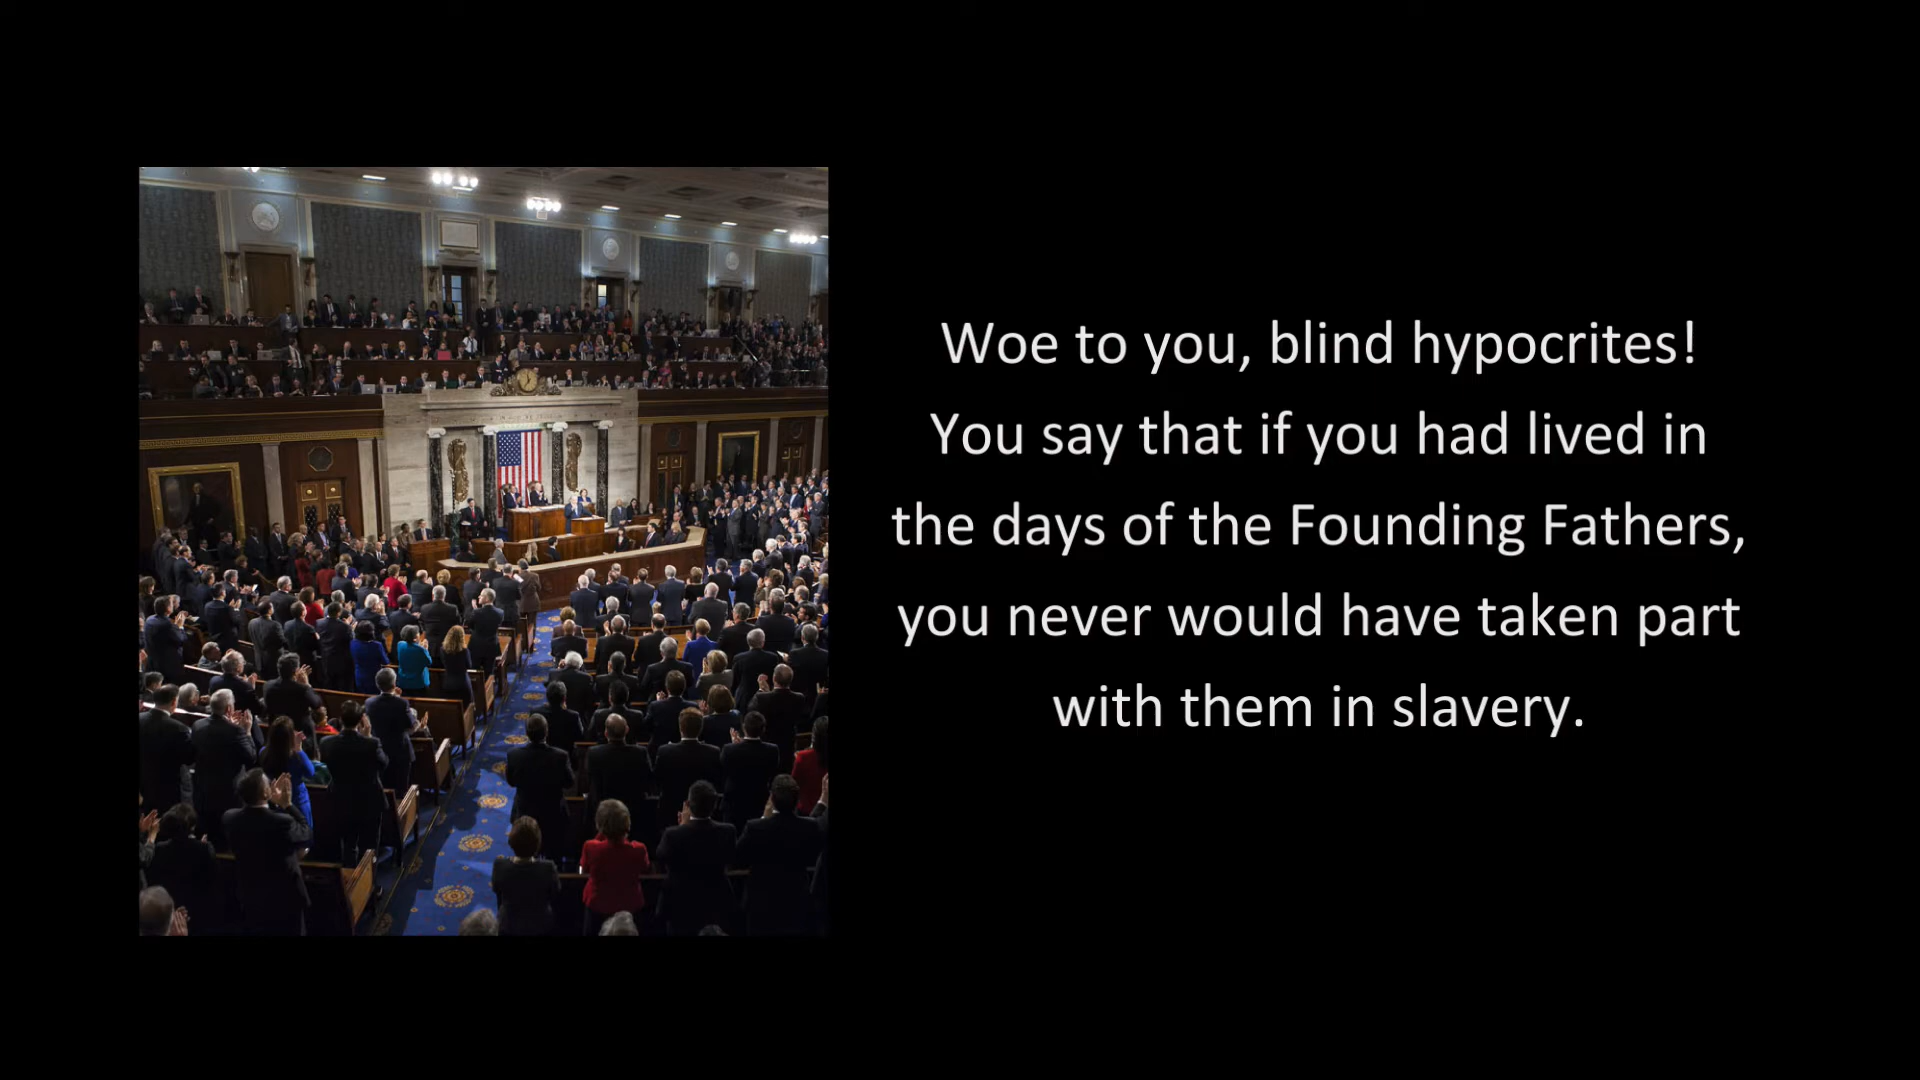 Woe to you, blind hypocrites!
You say that if you had lived in
the days of the Founding Fathers,
you never would have taken part
with them in slavery.